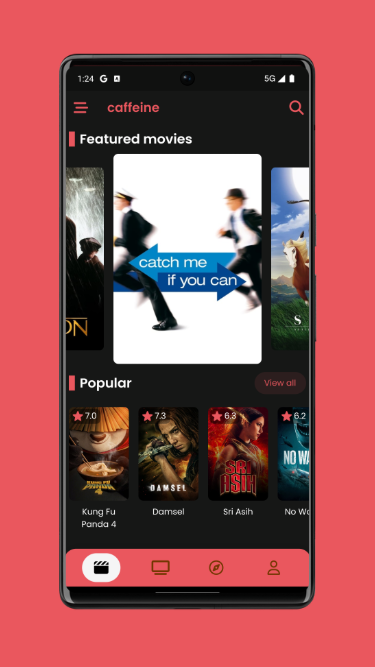 1:24 G A 5G
caffeine
Featured movies
ON
catch me
if you can
S
Popular
View all
7.0
7.3
6.3
6.2
DAMSEL
SRI
ASIH
NO WA
Kung Fu
Panda 4
Damsel
Sri Asih
No Wa